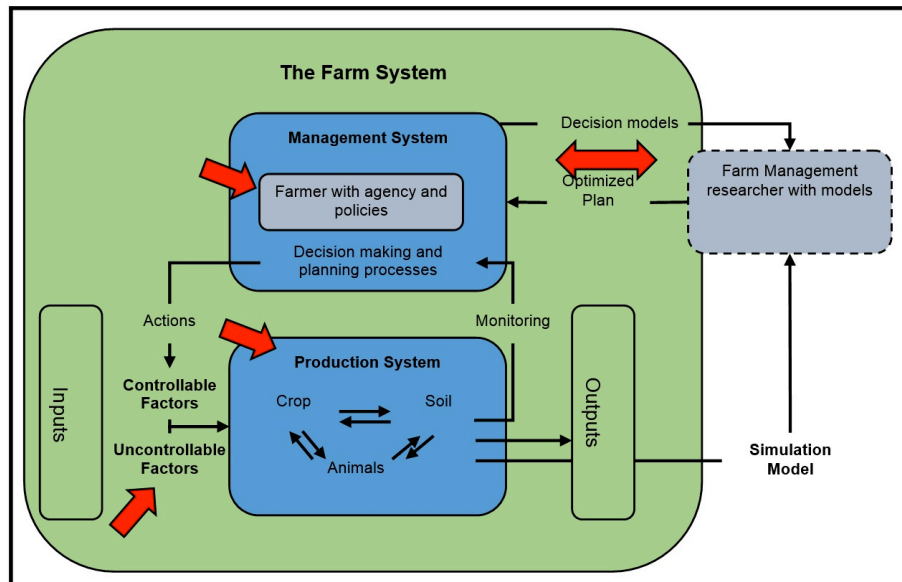 The Farm System
Management System
Farmer with agency and
policies
Decision making and
planning processes
Decision models
Optimized
Plan
Farm Management
researcher with models
Actions
Monitoring
Inputs
Controllable
Factors
Uncontrollable
Factors
Production System
Crop
Soil
Animals
Outputs
Simulation
Model